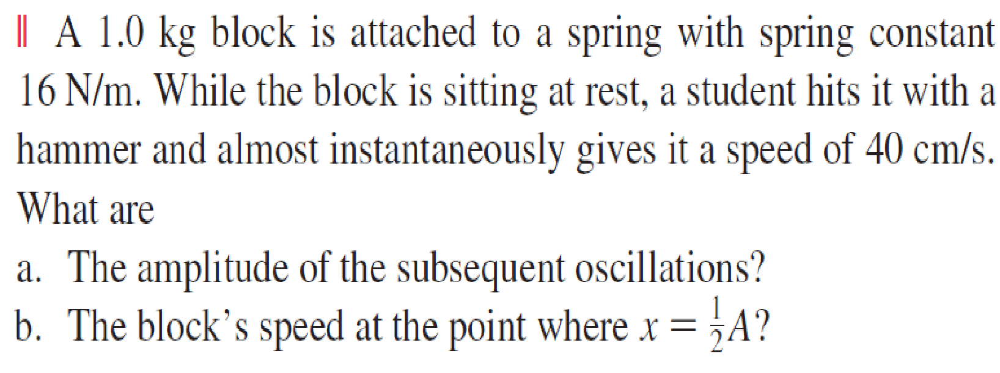 || A 1.0 kg block is attached to a spring with spring constant
16 N/m. While the block is sitting at rest, a student hits it with a
hammer and almost instantaneously gives it a speed of 40 cm/s.
What are
a. The amplitude of the subsequent oscillations?
b. The block’s speed at the point where x = ½A?